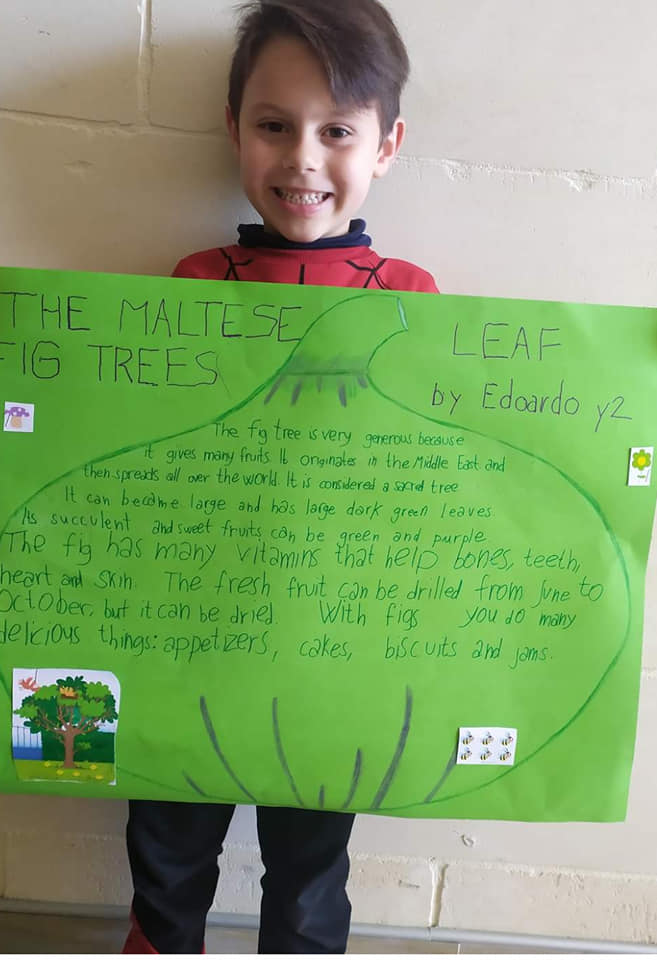 THE MALTESE
FIG TREES
LEAF
by Edoardo y2
The fig tree is very generous because
it gives many fruits. It originates in the Middle East and
then spreads all over the world. It is considered a sacred tree
It can become large and has large dark green leaves.
Its succulent and sweet fruits can be green and purple.
The fig has many vitamins that help bones, teeth,
heart and skin. The fresh fruit can be drilled from June to
October, but it can be dried. With figs you do many
delicious things: appetizers, cakes, biscuits and jams.